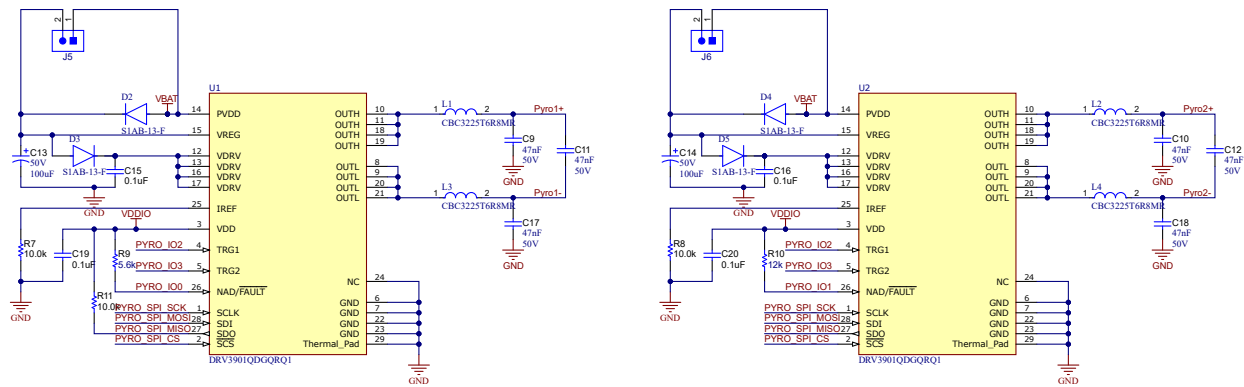 2
1
J5
U1
D2
VBAT
S1AB-13-F
14
PVDD
15
VREG
D3
S1AB-13-F
C13
50V
100uF
C15
0.1uF
GND
12
VDRV
13
VDRV
16
VDRV
17
VDRV
25
IREF
VDDIO
3
VDD
R7
10.0k
C19
0.1uF
R9
5.6k
R11
10.0k
GND
PYRO_IO2
4
TRG1
PYRO_IO3
5
TRG2
PYRO_IO0
26
NAD/FAULT
PYRO_SPI_SCK
1
SCLK
PYRO_SPI_MOSI
28
SDI
PYRO_SPI_MISO
27
SDO
PYRO_SPI_CS
2
SCS
DRV3901QDGQRQ1
OUTH
10
OUTH
11
OUTH
18
OUTH
19
OUTL
8
OUTL
9
OUTL
20
OUTL
21
L1
1
2
CBC3225T6R8MR
Pyro1+
C9
47nF
50V
GND
C11
47nF
50V
L3
1
2
CBC3225T6R8MR
Pyro1-
C17
47nF
50V
GND
NC
24
GND
6
GND
7
GND
22
GND
23
Thermal_Pad
29
GND
2
1
J6
U2
D4
VBAT
S1AB-13-F
14
PVDD
15
VREG
D5
S1AB-13-F
C14
50V
100uF
C16
0.1uF
GND
12
VDRV
13
VDRV
16
VDRV
17
VDRV
25
IREF
VDDIO
3
VDD
R8
10.0k
C20
0.1uF
R10
12k
GND
PYRO_IO2
4
TRG1
PYRO_IO3
5
TRG2
PYRO_IO1
26
NAD/FAULT
PYRO_SPI_SCK
1
SCLK
PYRO_SPI_MOSI
28
SDI
PYRO_SPI_MISO
27
SDO
PYRO_SPI_CS
2
SCS
DRV3901QDGQRQ1
OUTH
10
OUTH
11
OUTH
18
OUTH
19
OUTL
8
OUTL
9
OUTL
20
OUTL
21
L2
1
2
CBC3225T6R8MR
Pyro2+
C10
47nF
50V
GND
C12
47nF
50V
L4
1
2
CBC3225T6R8MR
Pyro2-
C18
47nF
50V
GND
NC
24
GND
6
GND
7
GND
22
GND
23
Thermal_Pad
29
GND